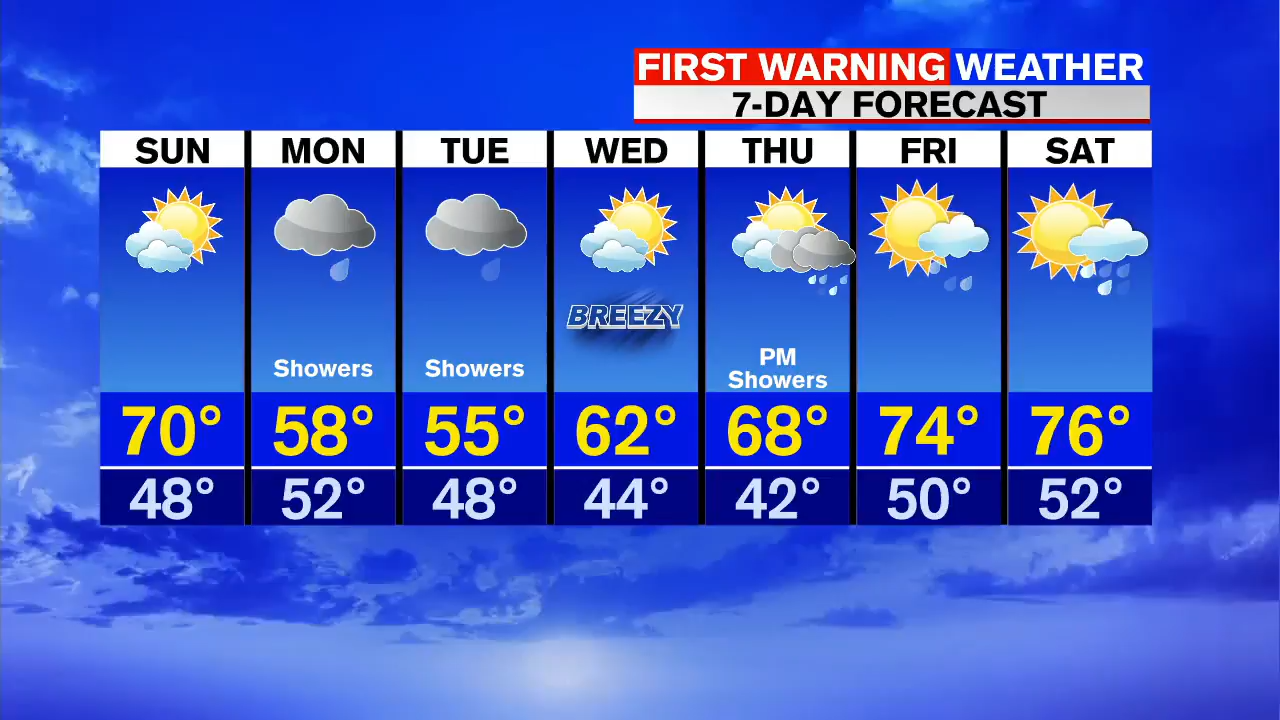 FIRST WARNING WEATHER
7-DAY FORECAST
SUN MON TUE WED THU FRI SAT
BREEZY
Showers Showers PM Showers
70° 58° 55° 62° 68° 74° 76°
48° 52° 48° 44° 42° 50° 52°